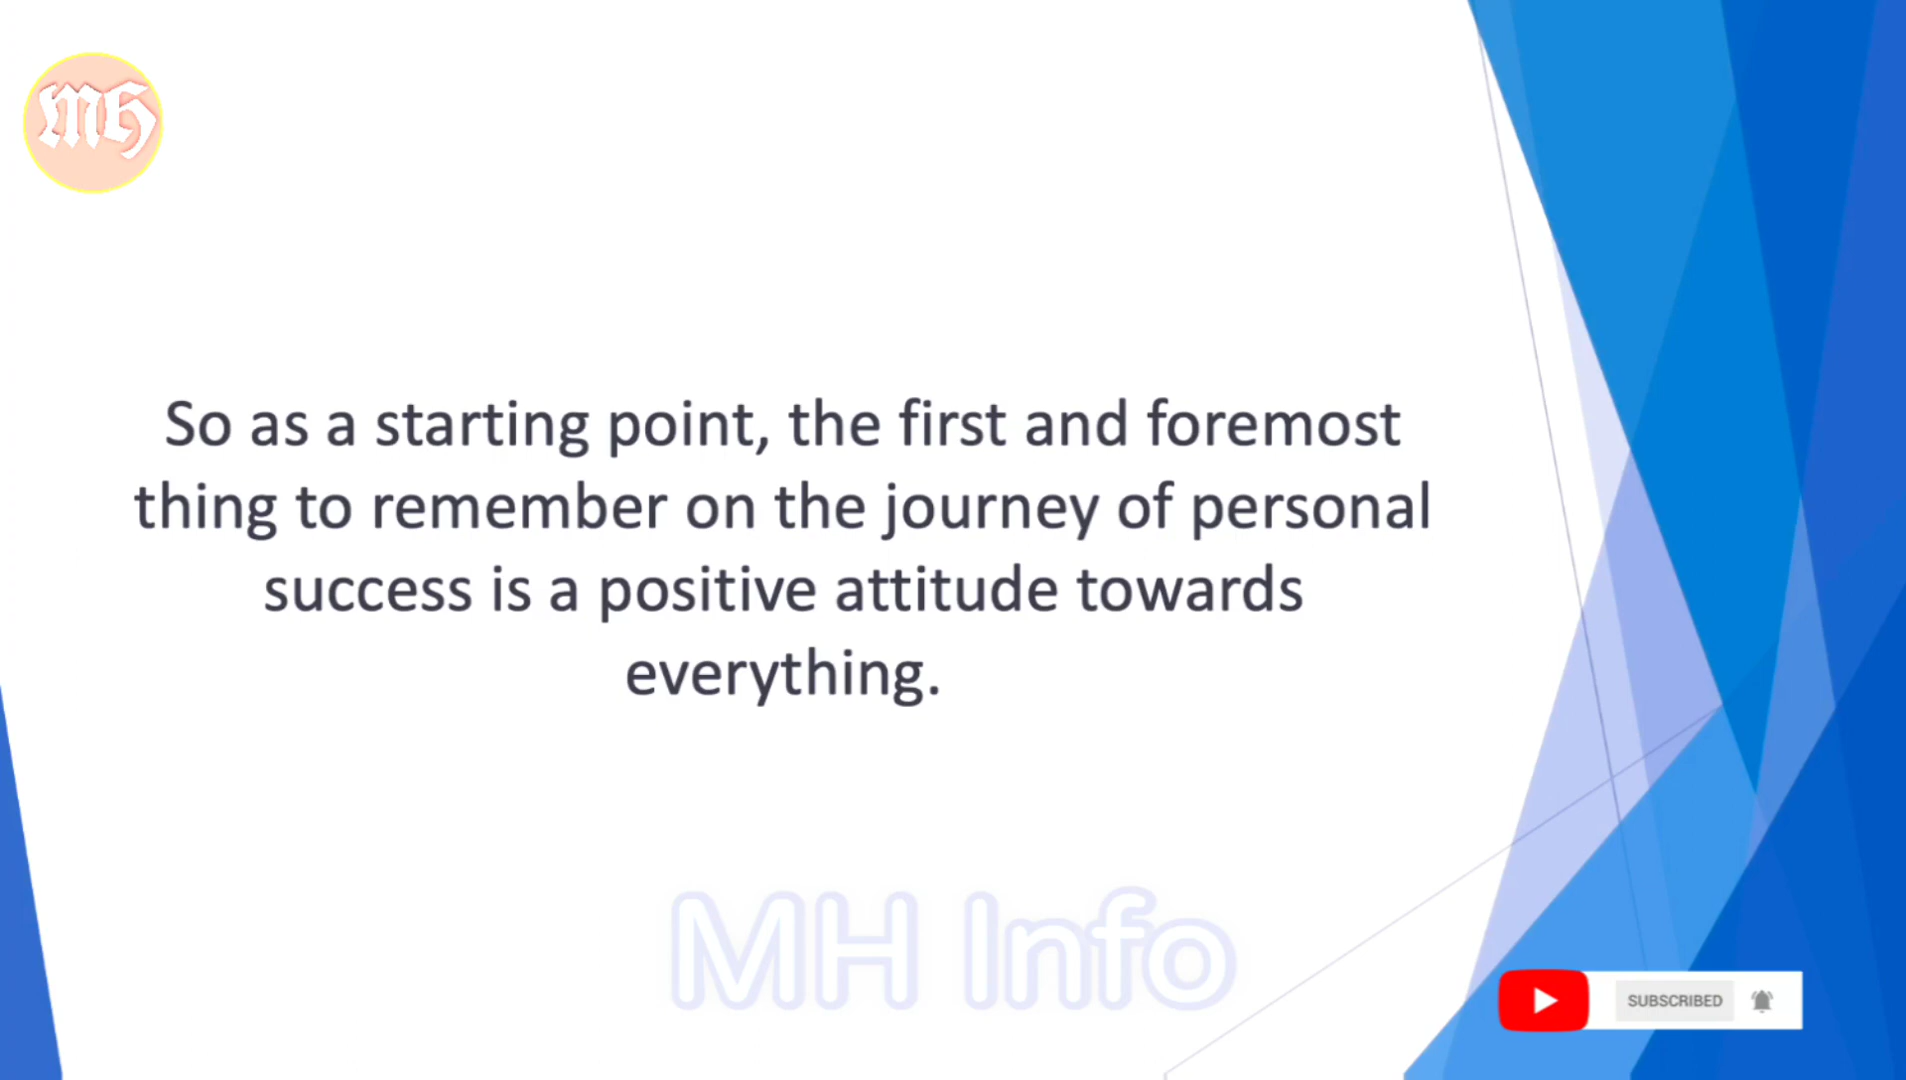 MH
So as a starting point, the first and foremost
thing to remember on the journey of personal
success is a positive attitude towards
everything.
MH Info
SUBSCRIBED